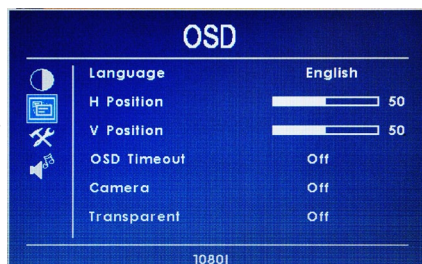 OSD
Language English
H Position 50
V Position 50
OSD Timeout Off
Camera Off
Transparent Off
1080I